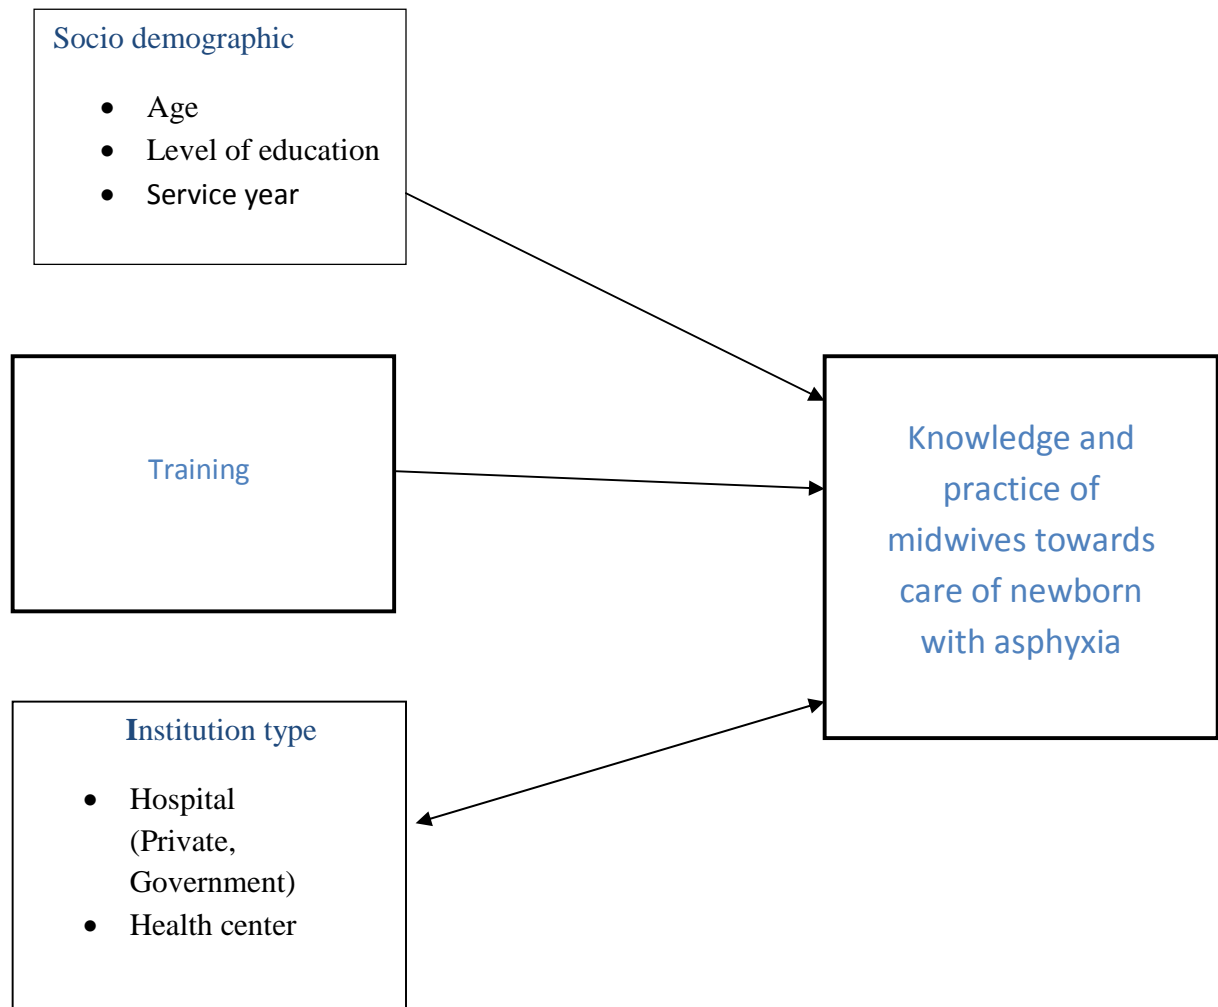 Socio demographic
• Age
• Level of education
• Service year
Training
Knowledge and
practice of
midwives towards
care of newborn
with asphyxia
Institution type
• Hospital
(Private,
Government)
• Health center